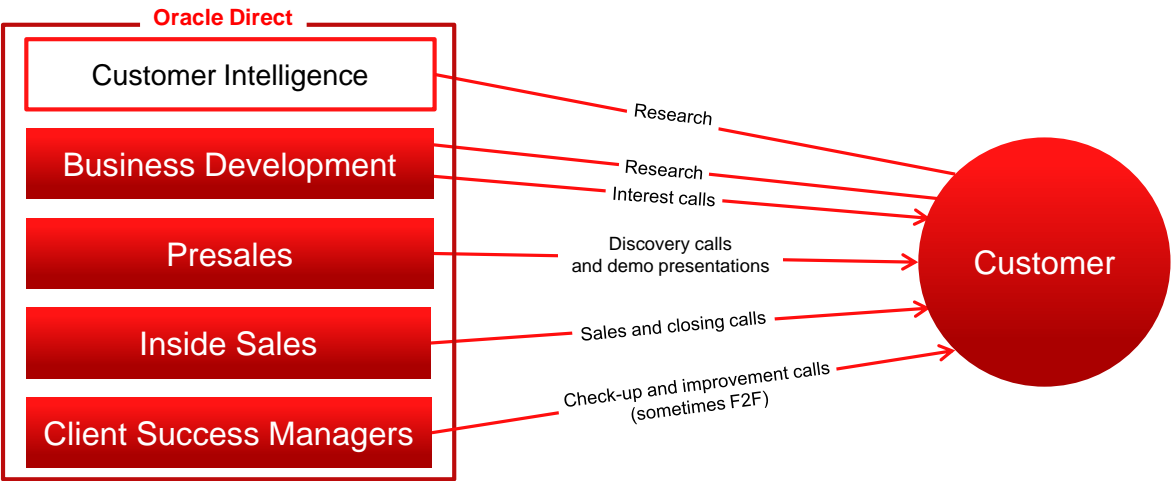 Oracle Direct
Customer Intelligence
Research
Business Development
Research
Interest calls
Presales
Discovery calls
and demo presentations
Customer
Inside Sales
Sales and closing calls
Client Success Managers
Check-up and improvement calls
(sometimes F2F)